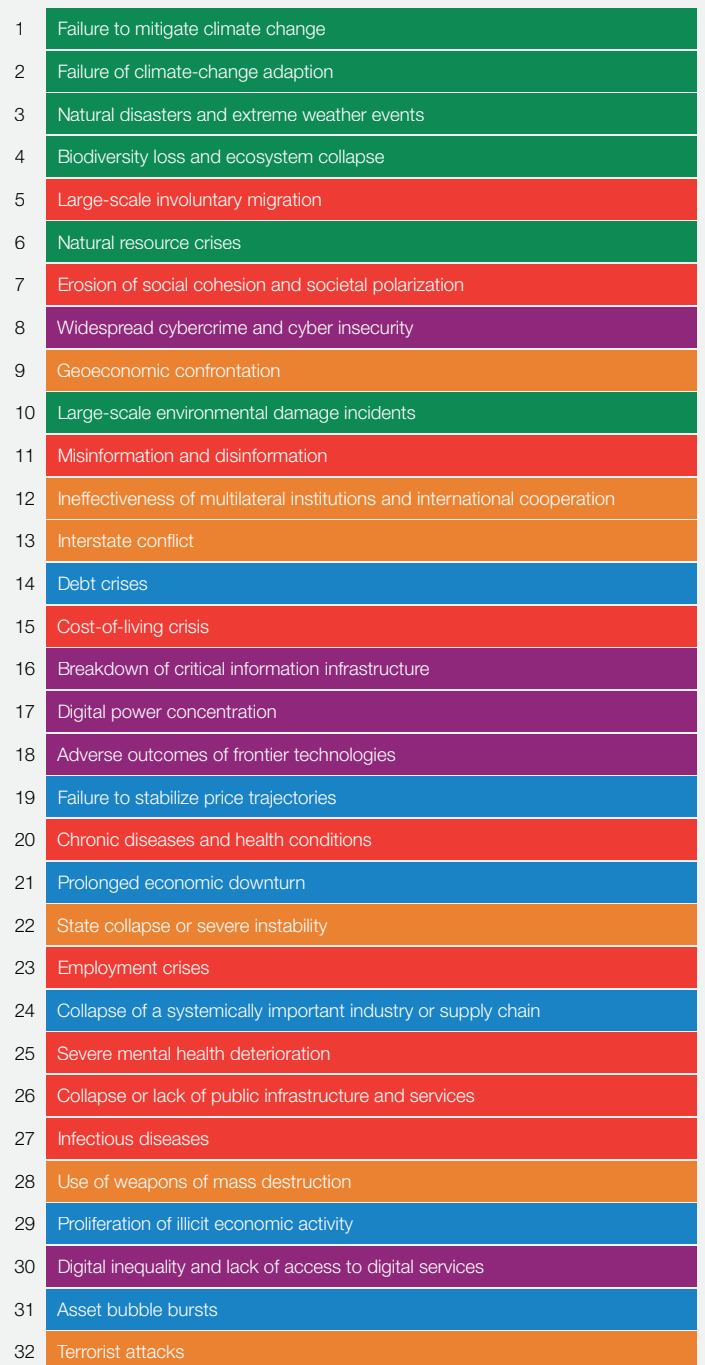 1 Failure to mitigate climate change
2 Failure of climate-change adaption
3 Natural disasters and extreme weather events
4 Biodiversity loss and ecosystem collapse
5 Large-scale involuntary migration
6 Natural resource crises
7 Erosion of social cohesion and societal polarization
8 Widespread cybercrime and cyber insecurity
9 Geoeconomic confrontation
10 Large-scale environmental damage incidents
11 Misinformation and disinformation
12 Ineffectiveness of multilateral institutions and international cooperation
13 Interstate conflict
14 Debt crises
15 Cost-of-living crisis
16 Breakdown of critical information infrastructure
17 Digital power concentration
18 Adverse outcomes of frontier technologies
19 Failure to stabilize price trajectories
20 Chronic diseases and health conditions
21 Prolonged economic downturn
22 State collapse or severe instability
23 Employment crises
24 Collapse of a systemically important industry or supply chain
25 Severe mental health deterioration
26 Collapse or lack of public infrastructure and services
27 Infectious diseases
28 Use of weapons of mass destruction
29 Proliferation of illicit economic activity
30 Digital inequality and lack of access to digital services
31 Asset bubble bursts
32 Terrorist attacks